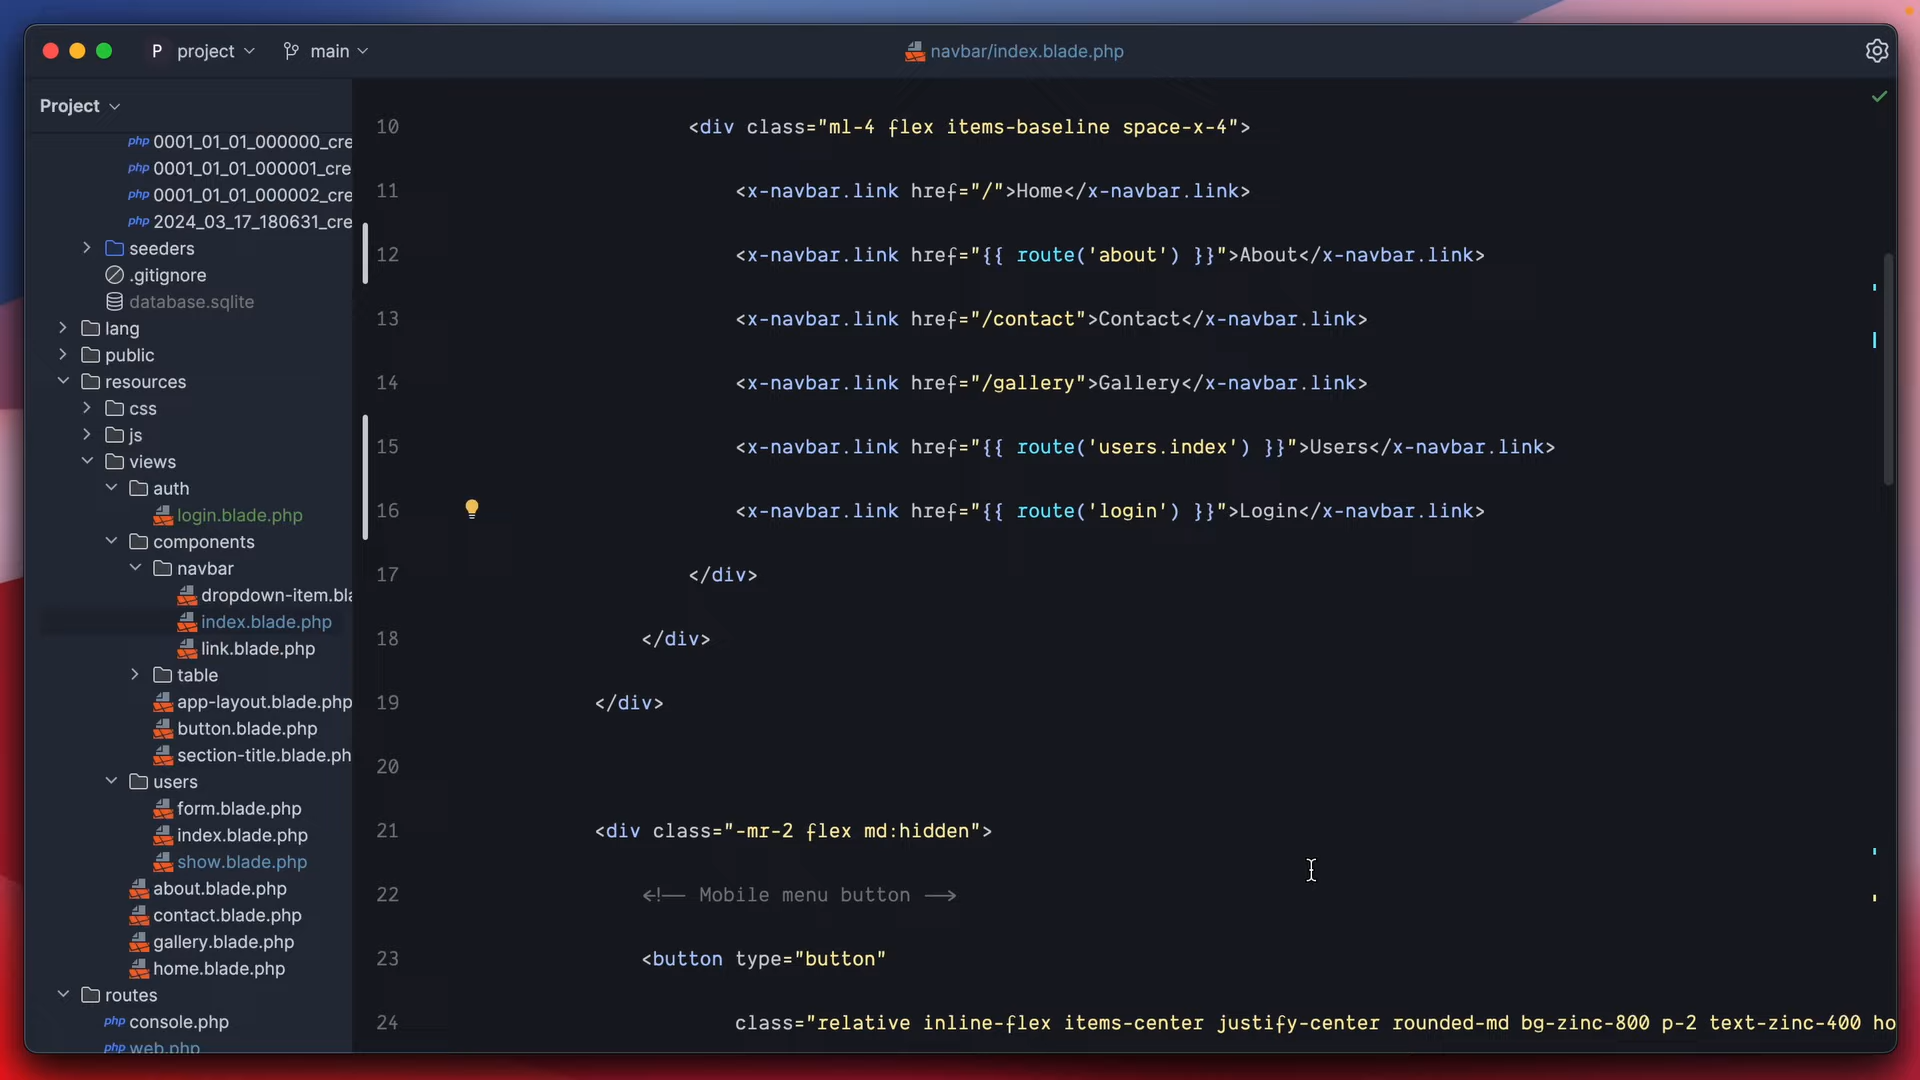 P project main navbar/index.blade.php
Project
php 0001_01_01_000000_cre
php 0001_01_01_000001_cre
php 0001_01_01_000002_cre
php 2024_03_17_180631_cre
seeders
.gitignore
database.sqlite
lang
public
resources
css
js
views
auth
login.blade.php
components
navbar
dropdown-item.bla
index.blade.php
link.blade.php
table
app-layout.blade.php
button.blade.php
section-title.blade.ph
users
form.blade.php
index.blade.php
show.blade.php
about.blade.php
contact.blade.php
gallery.blade.php
home.blade.php
routes
php console.php
php web.php
10 <div class="ml-4 flex items-baseline space-x-4">
11 <x-navbar.link href="/">Home</x-navbar.link>
12 <x-navbar.link href="{{ route('about') }}">About</x-navbar.link>
13 <x-navbar.link href="/contact">Contact</x-navbar.link>
14 <x-navbar.link href="/gallery">Gallery</x-navbar.link>
15 <x-navbar.link href="{{ route('users.index') }}">Users</x-navbar.link>
16 <x-navbar.link href="{{ route('login') }}">Login</x-navbar.link>
17 </div>
18 </div>
19 </div>
20
21 <div class="-mr-2 flex md:hidden">
22 <!-- Mobile menu button -->
23 <button type="button"
24 class="relative inline-flex items-center justify-center rounded-md bg-zinc-800 p-2 text-zinc-400 ho